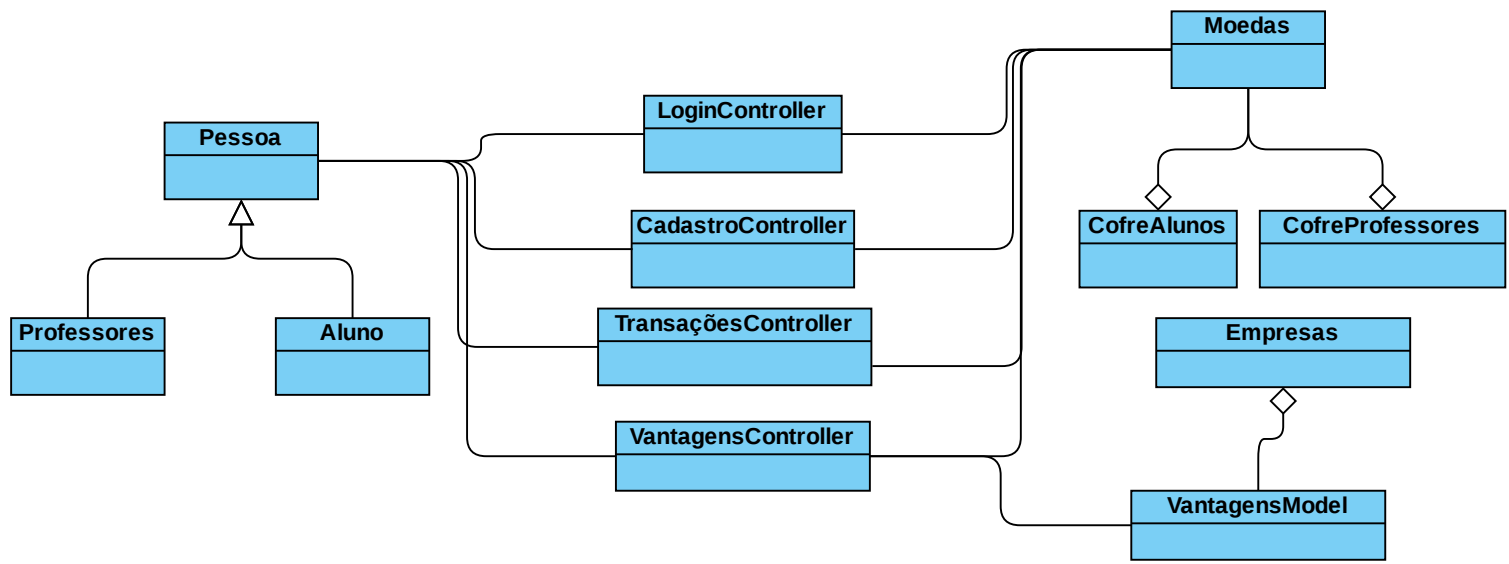 Moedas
LoginController
Pessoa
CadastroController
CofreAlunos
CofreProfessores
TransaçõesController
Professores
Aluno
Empresas
VantagensController
VantagensModel